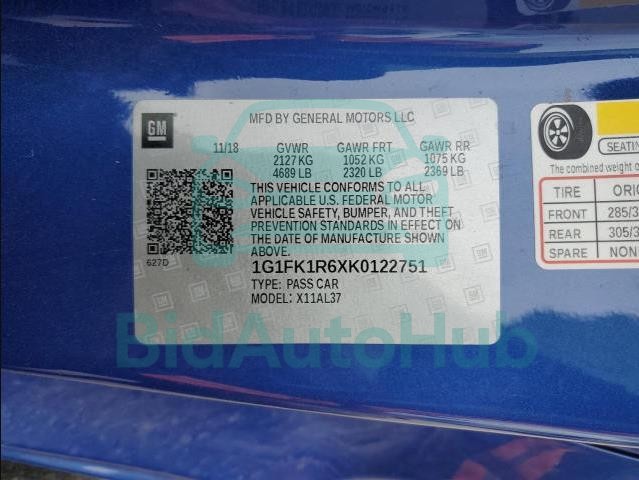 GM
MFD BY GENERAL MOTORS LLC
11/18 GVWR GAWR FRT GAWR RR
2127 KG 1052 KG 1075 KG
4689 LB 2320 LB 2369 LB
THIS VEHICLE CONFORMS TO ALL
APPLICABLE U.S. FEDERAL MOTOR
VEHICLE SAFETY, BUMPER, AND THEFT
PREVENTION STANDARDS IN EFFECT ON
THE DATE OF MANUFACTURE SHOWN
ABOVE.
627D
1G1FK1R6XK0122751
TYPE: PASS CAR
MODEL: X11AL37
SEATIN
The combined weight of
TIRE ORIG
FRONT 285/3
REAR 305/3
SPARE NON
BidAutoHub